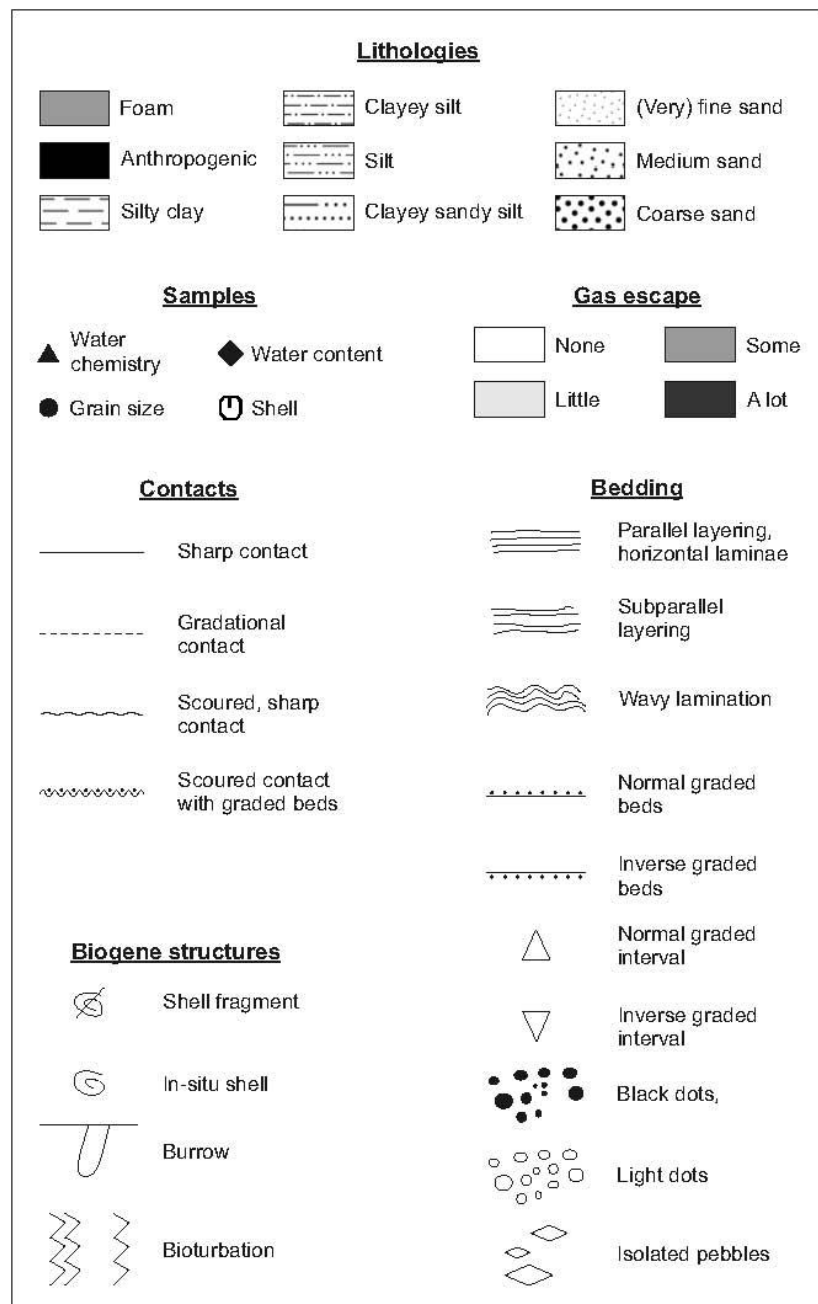 Lithologies
Foam
Clayey silt
(Very) fine sand
Anthropogenic
Silt
Medium sand
Silty clay
Clayey sandy silt
Coarse sand
Samples
Water
chemistry
Water content
Grain size
Shell
Gas escape
None
Some
Little
A lot
Contacts
Sharp contact
Gradational
contact
Scoured, sharp
contact
Scoured contact
with graded beds
Bedding
Parallel layering,
horizontal laminae
Subparallel
layering
Wavy lamination
Normal graded
beds
Inverse graded
beds
Normal graded
interval
Inverse graded
interval
Black dots,
Light dots
Isolated pebbles
Biogene structures
Shell fragment
In-situ shell
Burrow
Bioturbation